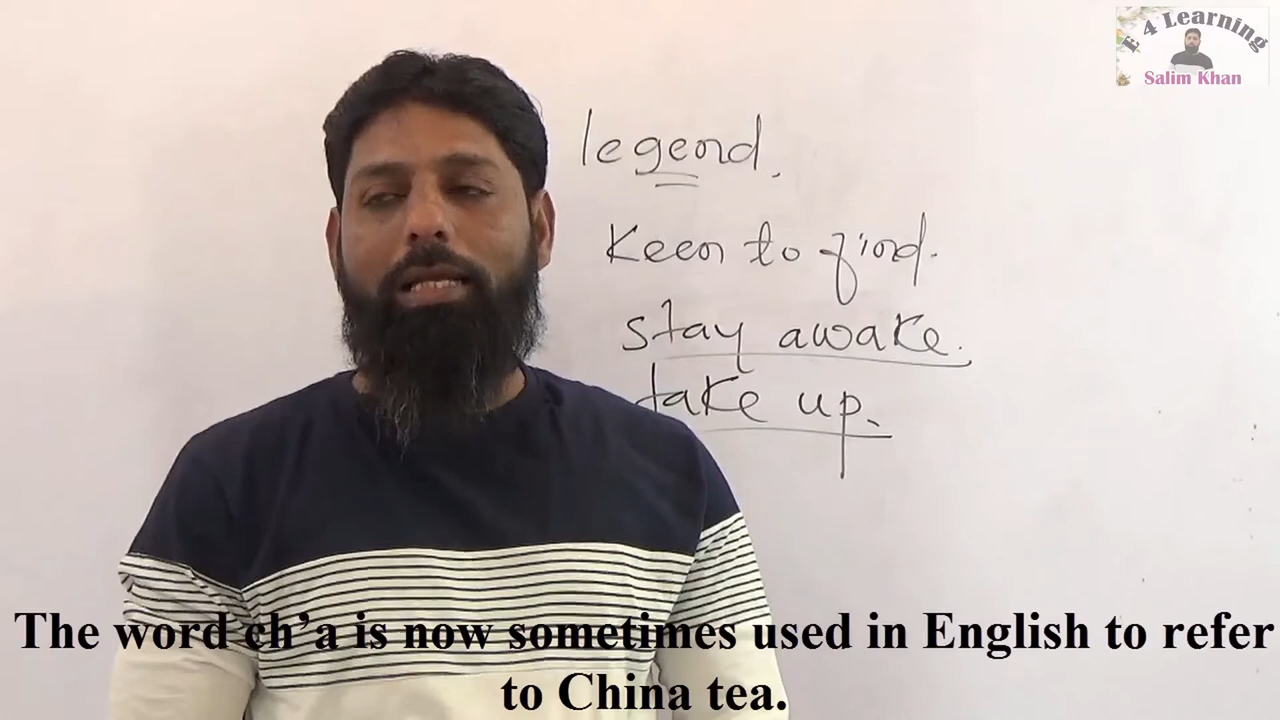 E 4 Learning
Salim Khan
legend.
Keen to find.
stay awake.
take up.
The word ch’a is now sometimes used in English to refer
to China tea.